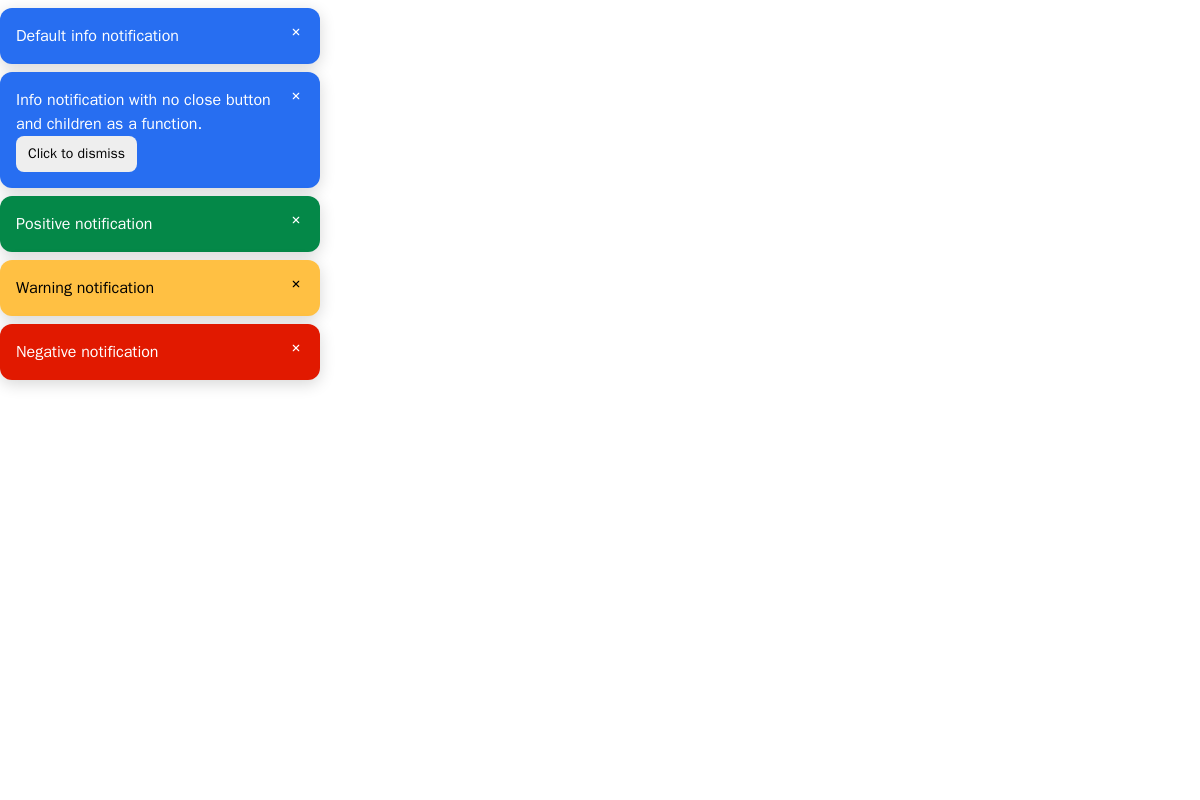 Default info notification ×
Info notification with no close button ×
and children as a function.
Click to dismiss
Positive notification ×
Warning notification ×
Negative notification ×